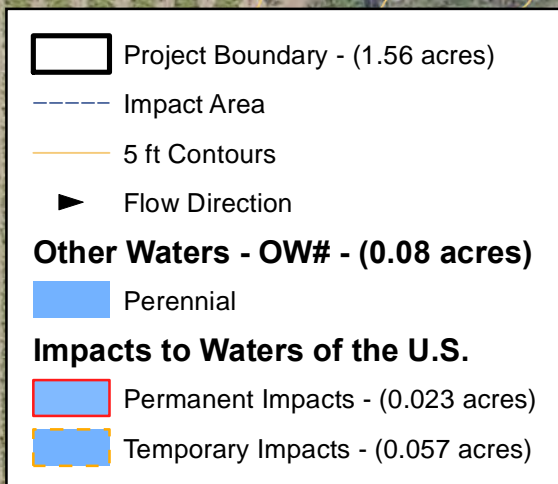 Project Boundary - (1.56 acres)
Impact Area
5 ft Contours
Flow Direction
Other Waters - OW# - (0.08 acres)
Perennial
Impacts to Waters of the U.S.
Permanent Impacts - (0.023 acres)
Temporary Impacts - (0.057 acres)